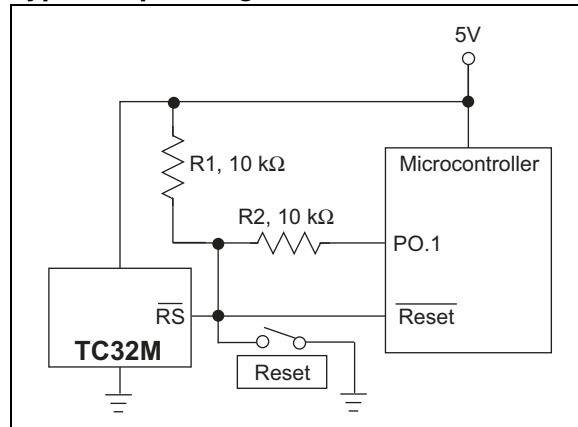 5V
R1, 10 kΩ
Microcontroller
R2, 10 kΩ
PO.1
RS
Reset
TC32M
Reset